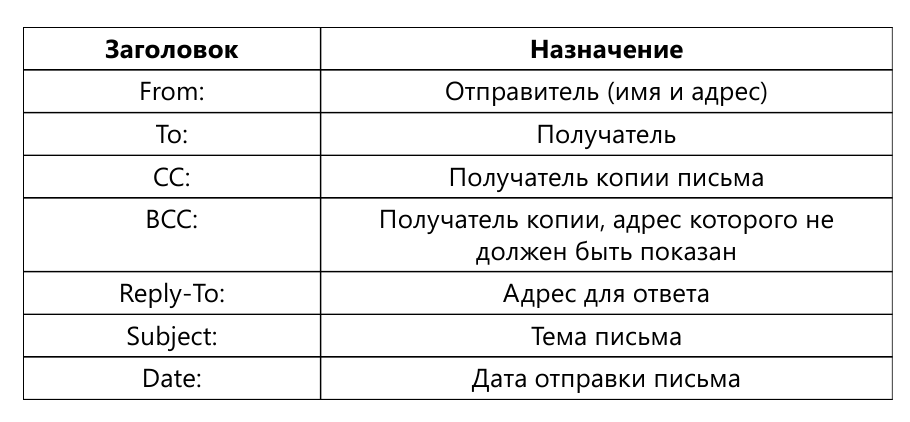 Заголовок Назначение
From: Отправитель (имя и адрес)
To: Получатель
CC: Получатель копии письма
BCC: Получатель копии, адрес которого не
должен быть показан
Reply-To: Адрес для ответа
Subject: Тема письма
Date: Дата отправки письма